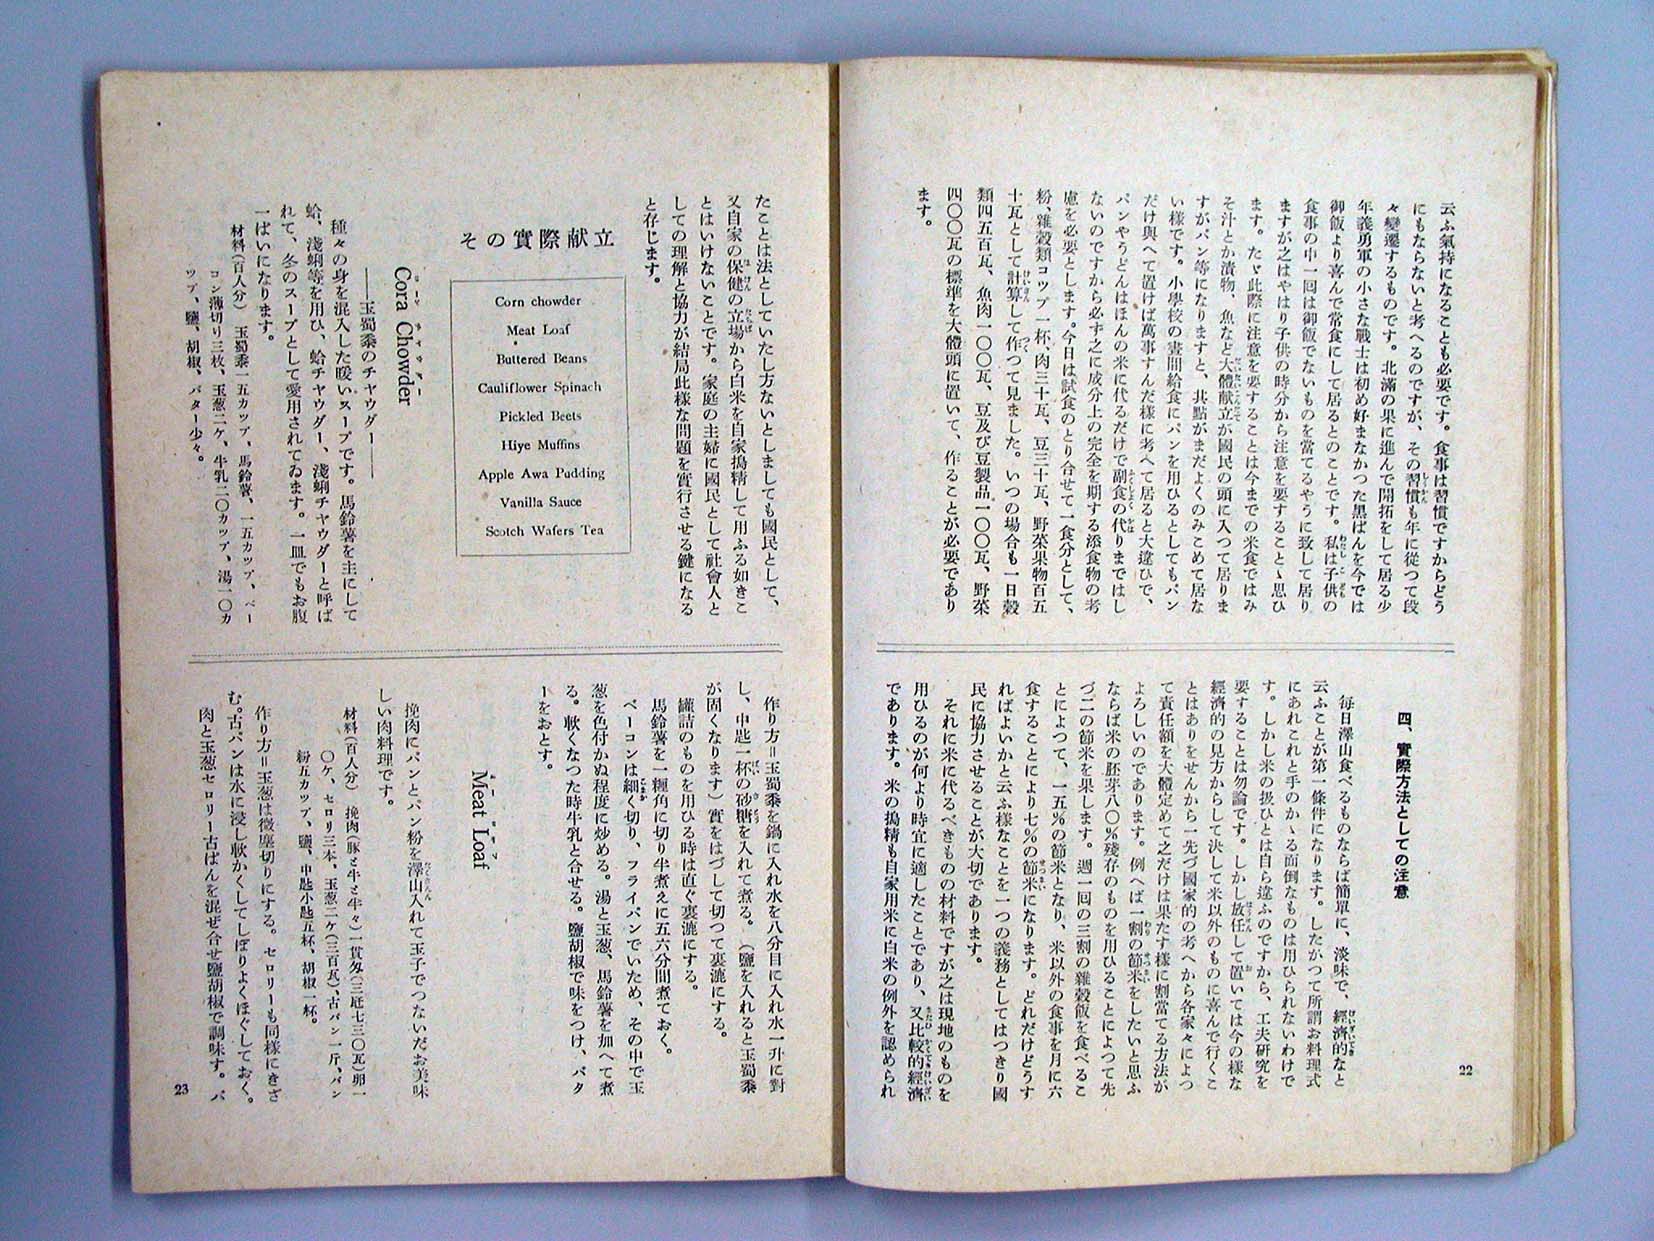 云ふ氣持になることも必要です。食事は習慣ですからどう
にもならないと考へるのですが、その習慣も年に從つて段
々變遷するものです。北滿の果に進んで開拓をして居る少
年義勇軍の小さな戰士は初め好まなかつた黒ぱんを今では
御飯より喜んで常食にして居るとのことです。私は子供の
食事の中一回は御飯でないものを當てるやうに致して居り
ますが之はやはり子供の時分から注意を要することゝ思ひ
ます。たゞ此際に注意を要することは今までの米食ではみ
そ汁とか漬物、魚など大體献立が國民の頭に入つて居りま
すがパン等になりますと、其點がまだよくのみこめて居な
い様です。小學校の晝間給食にパンを用ひるとしてもパン
だけ與へて置けば萬事すんだ樣に考へて居ると大違ひで、
パンやうどんはほんの米に代るだけで副食の代りまではし
ないのですから必ず之に成分上の完全を期する添食物の考
慮を必要とします。今日は試食のとり合せて一食分として、
粉、雜穀類コップ一杯、肉三十瓦、豆三十瓦、野菜果物百五
十瓦として計算して作つて見ました。いつの場合も一日穀
類四五百瓦、魚肉一〇〇瓦、豆及び豆製品一〇〇瓦、野菜
四〇〇瓦の標準を大體頭に置いて、作ることが必要であり
ます。
四、實際方法としての注意
毎日澤山食べるものならば簡單に、淡味で、經濟的なと
云ふことが第一條件になります。したがつて所謂お料理式
にあれこれと手のかゝる面倒なものは用ひられないわけで
す。しかし米の扱ひとは自ら違ふのですから、工夫研究を
要することは勿論です。しかし放任して置いては今の様な
經濟的の見方からして決して米以外のものに喜んで行くこ
とはありをせんから一先づ國家的の考へから各家々によつ
て責任額を大體定めて之だけは果たす樣に割當てる方法が
よろしいのであります。例へば一割の節米をしたいと思ふ
ならば米の胚芽八〇%殘存のものを用ひることによつて先
づ二の節米を果します。週一回の三割の雜穀飯を食べるこ
とによつて、一五%の節米となり、米以外の食事を月に六
食することにより七%の節米になります。どれだけどうす
ればよいかと云ふ樣なことを一つの義務としてはつきり國
民に協力させることが大切であります。
それに米に代るべきものの材料ですが之は現地のものを
用ひるのが何より時宜に適したことであり、又比較的經濟
であります。米の搗精も自家用米に白米の例外を認められ
22
たことは法としていたし方ないとしましても國民として、
又自家の保健の立場から白米を自家搗精して用ふる如きこ
とはいけないことです。家庭の主婦に國民として社會人と
しての理解と協力が結局此樣な問題を實行させる鍵になる
と存じます。
その實際献立
Corn chowder
Meat Loaf
Buttered Beans
Cauliflower Spinach
Pickled Beets
Hiye Muffins
Apple Awa Pudding
Vanilla Sauce
Scotch Wafers Tea
Cora Chowder
——玉蜀黍のチャウダー——
種々の身を混入した暖いスープです。馬鈴薯を主にして
蛤、淺蜊等を用ひ、蛤チャウダー、淺蜊チャウダーと呼ば
れて、冬のスープとして愛用されてゐます。一皿でもお腹
一ぱいになります。
材料(百人分) 玉蜀黍一五カップ、馬鈴薯、一五カップ、ベー
コン薄切り三枚、玉葱二ケ、牛乳二〇カップ、湯一〇カ
ップ、鹽、胡椒、バター少々。
作り方=玉蜀黍を鍋に入れ水を八分目に入れ水一升に對
し、中匙一杯の砂糖を入れて煮る。(鹽を入れると玉蜀黍
が固くなります)實をはづして切つて裏漉にする。
罐詰のものを用ひる時は直ぐ裏漉にする。
馬鈴薯を一糎角に切り半煮えに五六分間煮ておく。
ベーコンは細く切り、フライパンでいため、その中で玉
葱を色付かぬ程度に炒める。湯と玉葱、馬鈴薯を加へて煮
る。軟くなつた時牛乳と合せる。鹽胡椒で味をつけ、バタ
ーをおとす。
Meat Loaf
挽肉にパンとパン粉を澤山入れて玉子でつないだお美味
しい肉料理です。
材料(百人分) 挽肉(豚と牛と半々)一貫匁(三瓩七三〇瓦)卵一
〇ケ、セロリ三本、玉葱二ケ(三百瓦)、古パン一斤、パン
粉五カップ、鹽、中匙小匙五杯、胡椒一杯。
作り方=玉葱は微塵切りにする。セロリーも同樣にきざ
む。古パンは水に浸し軟かくしてしぼりよくほぐしておく。
肉と玉葱セロリー古ぱんを混ぜ合せ鹽胡椒で調味す。パ
23